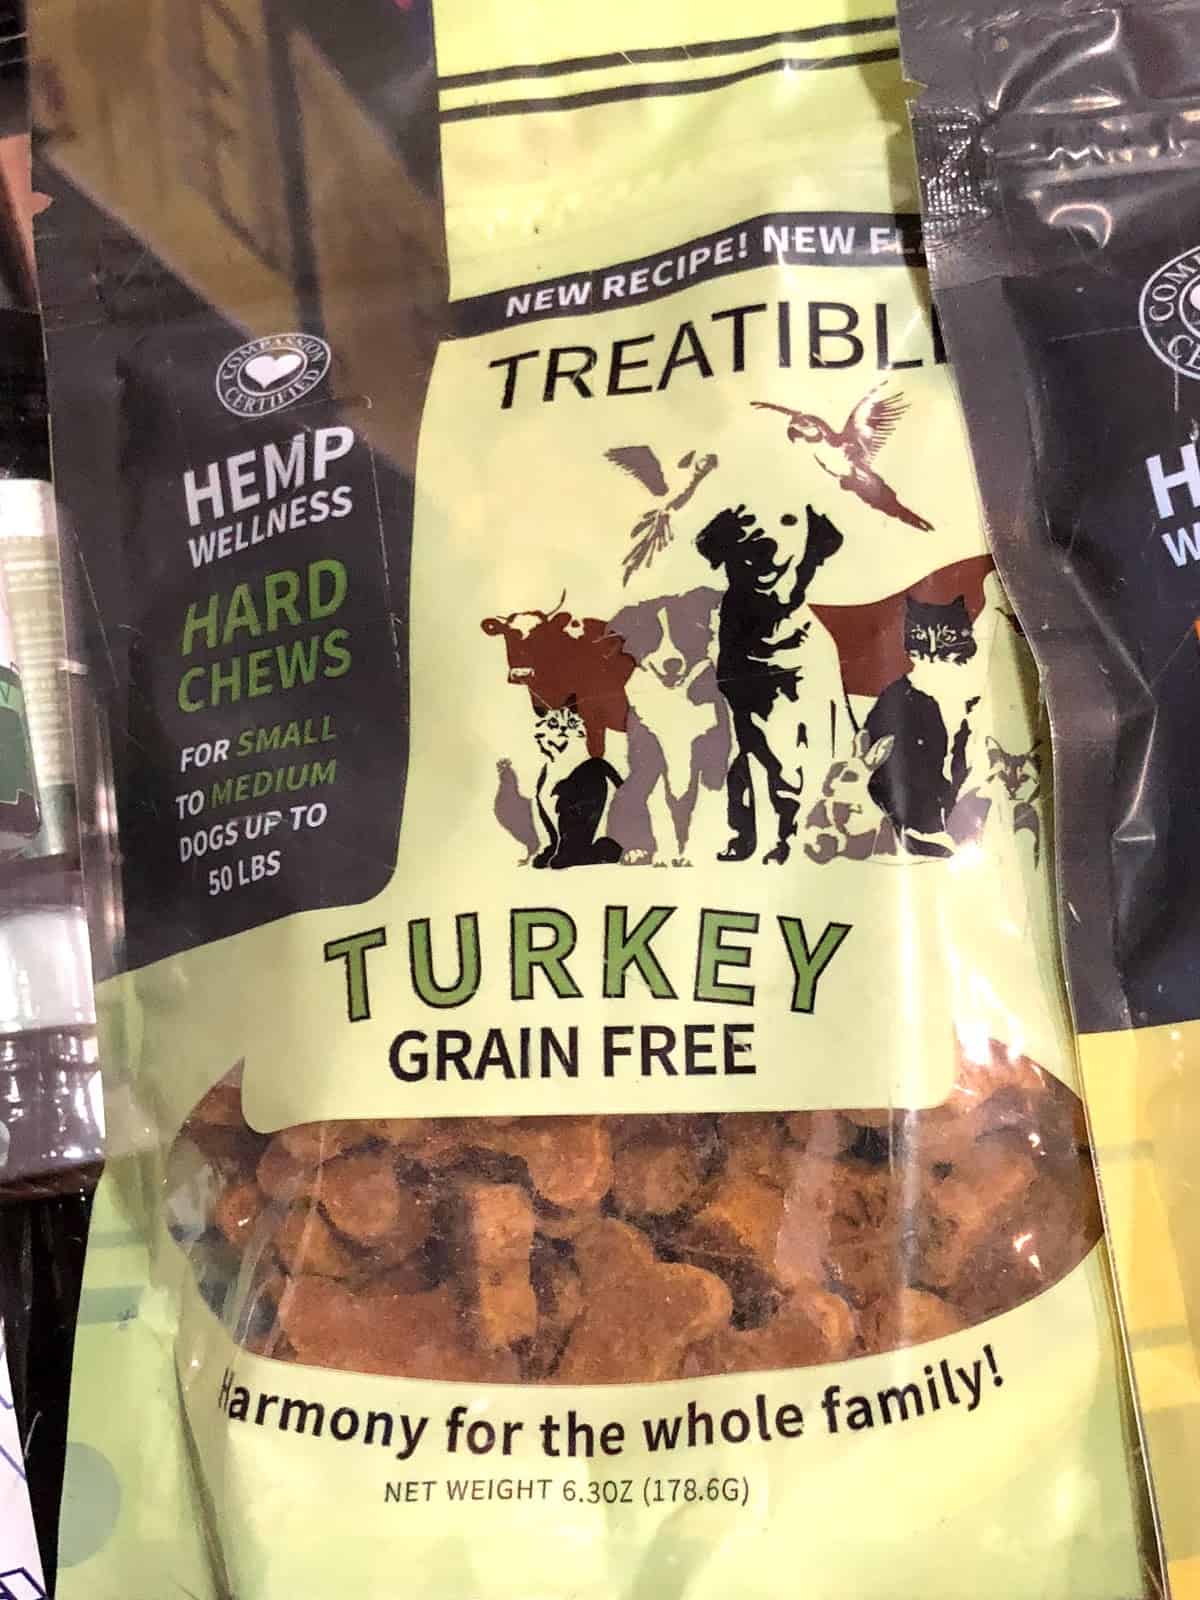 NEW RECIPE! NEW
TREATIBL
COMPASSION
CERTIFIED
HEMP
WELLNESS
HARD
CHEWS
FOR SMALL
TO MEDIUM
DOGS UP TO
50 LBS
TURKEY
GRAIN FREE
Harmony for the whole family!
NET WEIGHT 6.3OZ (178.6G)